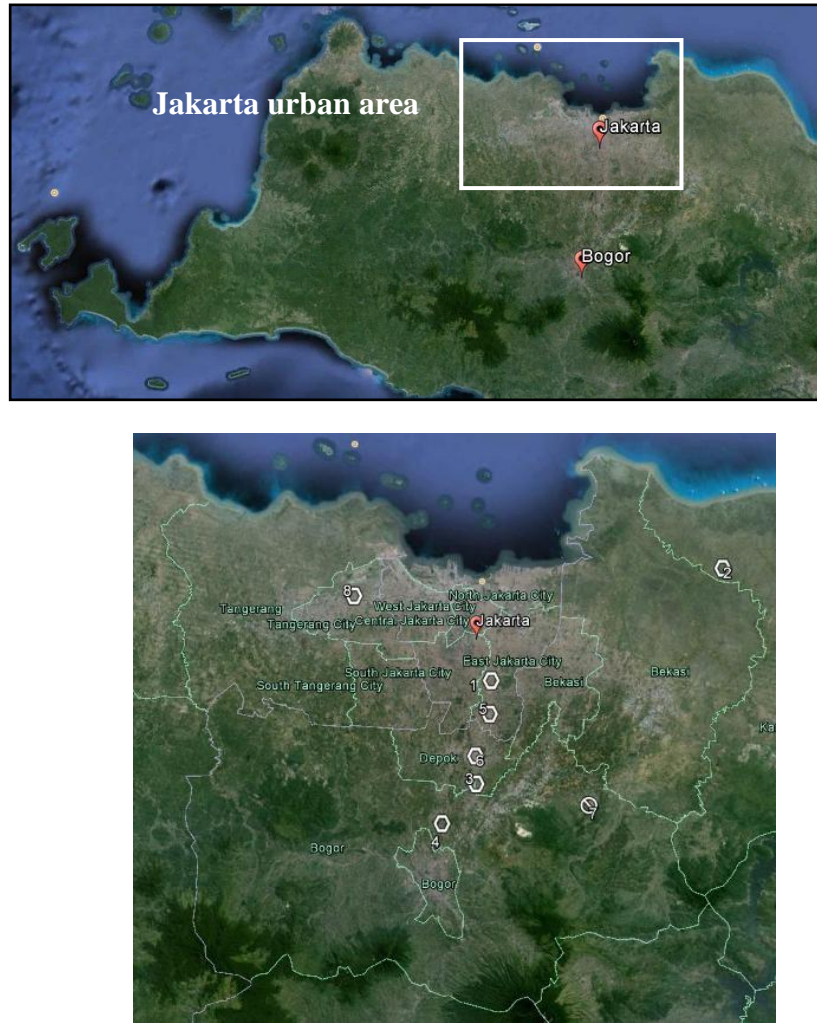 Jakarta urban area
Jakarta
Bogor
2
8
North Jakarta City
Tangerang
West Jakarta City
Tangerang City
Central Jakarta City
Jakarta
East Jakarta City
South Jakarta City
Bekasi
Bekasi
South Tangerang City
1
5
Ka
Depok
6
3
7
4
Bogor
Bogor